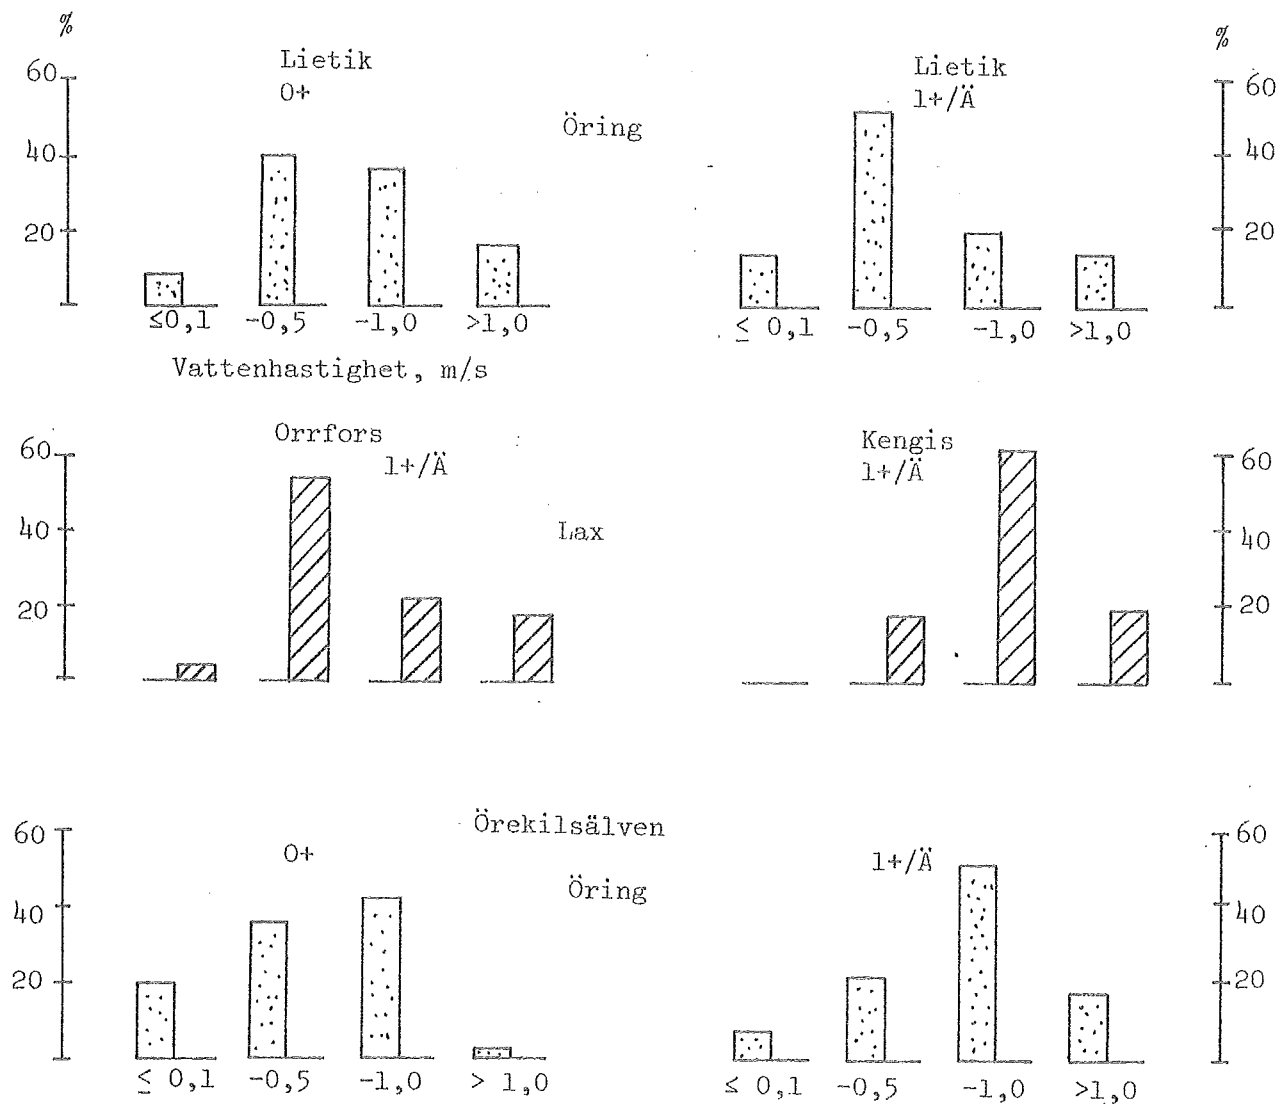 %
60
40
20
Lietik
0+
≤0,1 -0,5 -1,0 >1,0
Vattenhastighet, m/s
Öring
Lietik
1+/Ä
%
60
40
20
≤ 0,1 -0,5 -1,0 >1,0
60
40
20
Orrfors
1+/Ä
Lax
Kengis
1+/Ä
60
40
20
Örekilsälven
60
40
20
0+
≤ 0,1 -0,5 -1,0 > 1,0
Öring
1+/Ä
60
40
20
≤ 0,1 -0,5 -1,0 >1,0